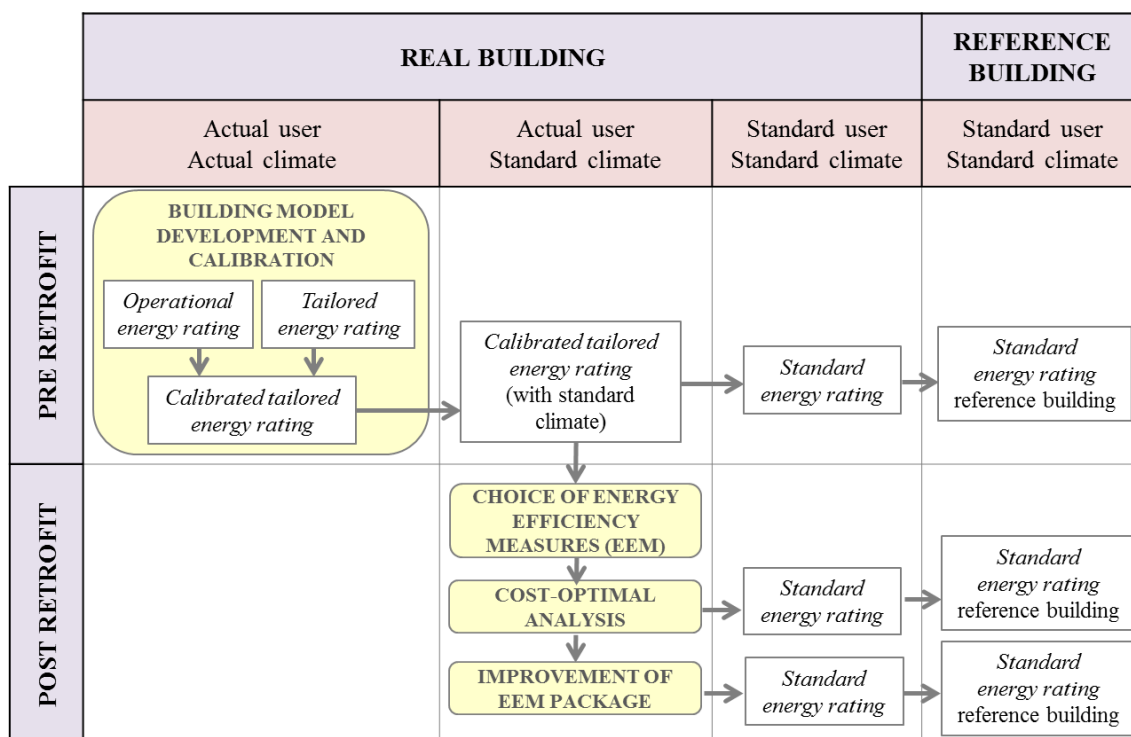 REAL BUILDING
REFERENCE
BUILDING
Actual user
Actual climate
Actual user
Standard climate
Standard user
Standard climate
Standard user
Standard climate
PRE RETROFIT
BUILDING MODEL
DEVELOPMENT AND
CALIBRATION
Operational
energy rating
Tailored
energy rating
Calibrated tailored
energy rating
Calibrated tailored
energy rating
(with standard
climate)
Standard
energy rating
Standard
energy rating
reference building
POST RETROFIT
CHOICE OF ENERGY
EFFICIENCY
MEASURES (EEM)
COST-OPTIMAL
ANALYSIS
Standard
energy rating
Standard
energy rating
reference building
IMPROVEMENT OF
EEM PACKAGE
Standard
energy rating
Standard
energy rating
reference building